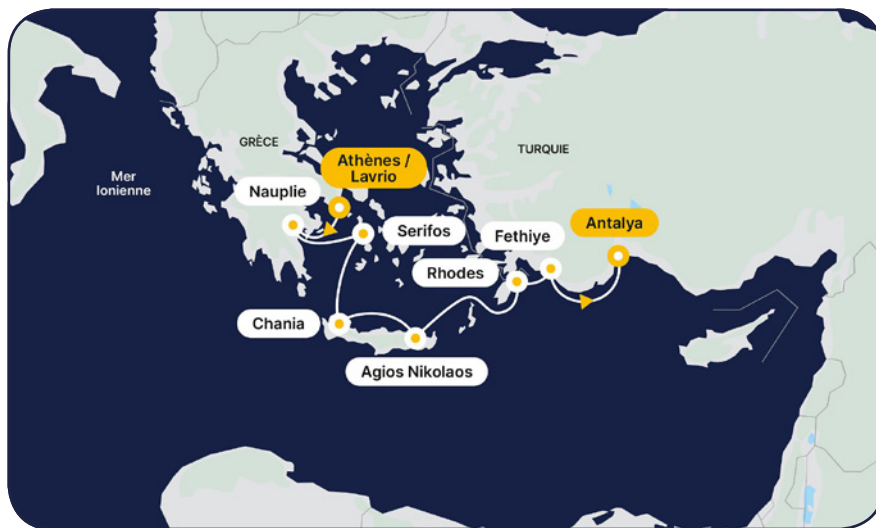 GRÈCE
TURQUIE
Mer
Ionienne
Athènes /
Lavrio
Nauplie
Serifos
Fethiye
Antalya
Rhodes
Chania
Agios Nikolaos